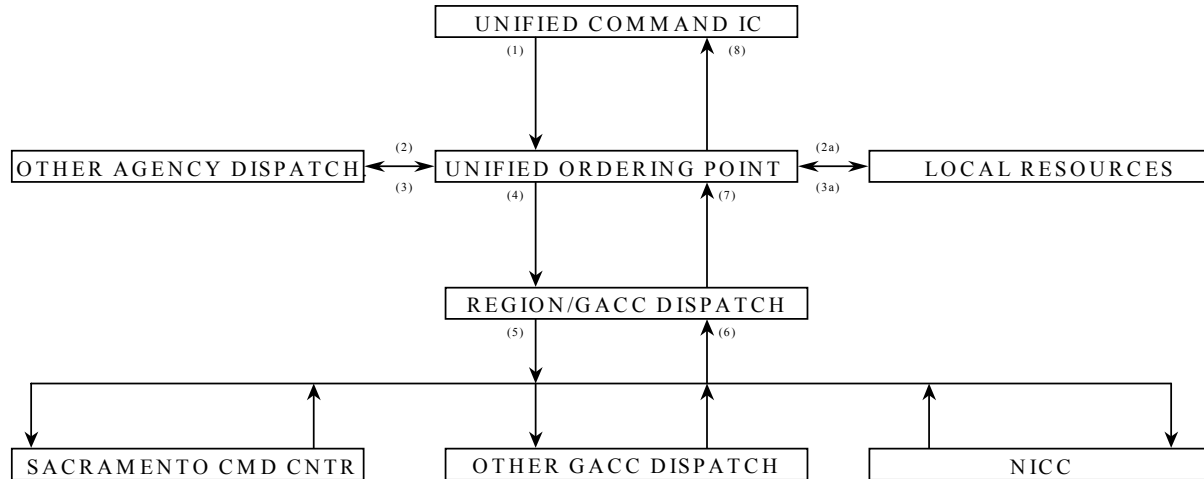 UNIFIED COMMAND IC
(1) (8)
(2) (2a)
OTHER AGENCY DISPATCH UNIFIED ORDERING POINT LOCAL RESOURCES
(3) (4) (7) (3a)
REGION/GACC DISPATCH
(5) (6)
SACRAMENTO CMD CNTR OTHER GACC DISPATCH NICC